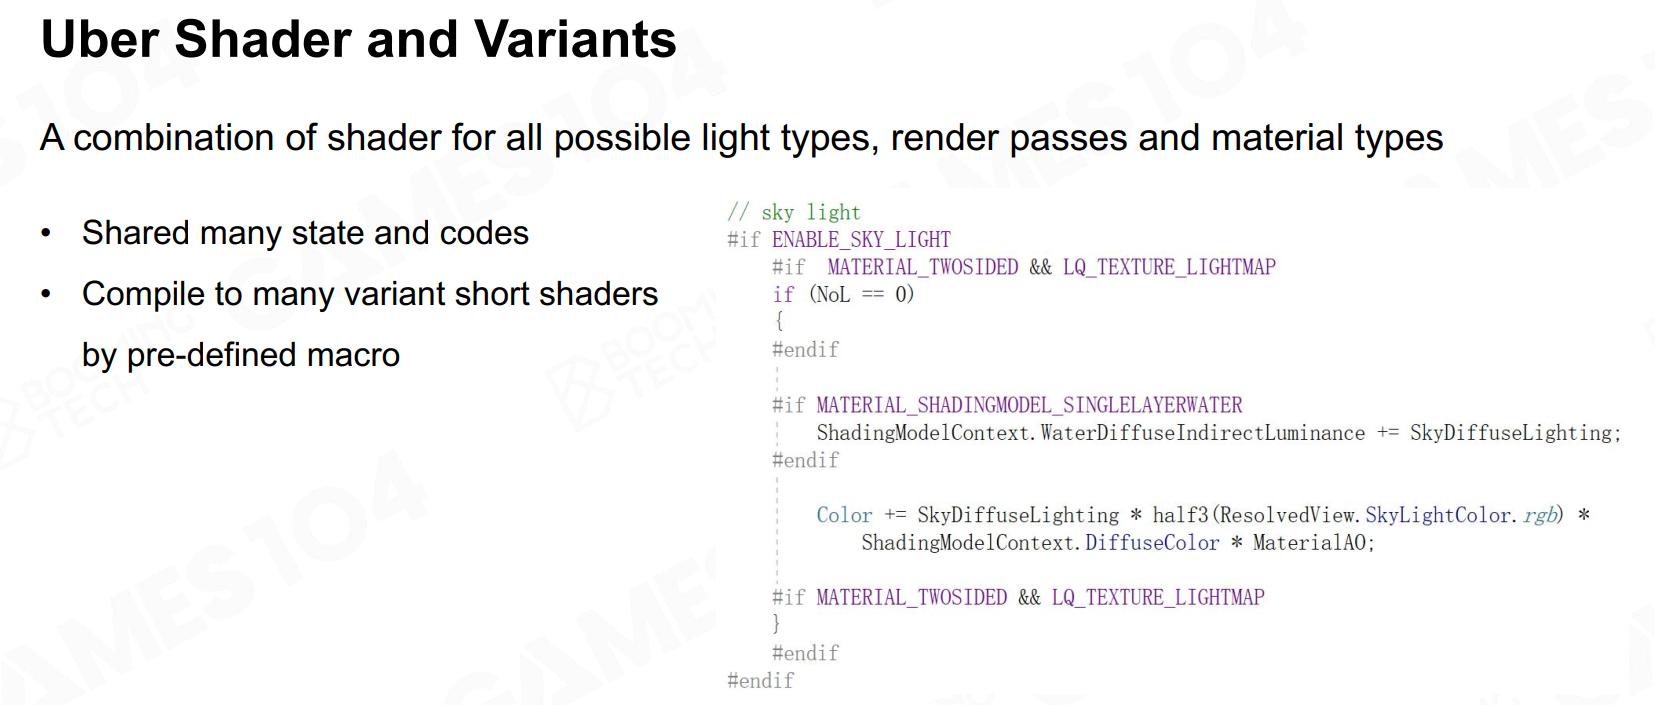 Uber Shader and Variants
A combination of shader for all possible light types, render passes and material types
• Shared many state and codes
• Compile to many variant short shaders
by pre-defined macro
// sky light
#if ENABLE_SKY_LIGHT
#if MATERIAL_TWOSIDED && LQ_TEXTURE_LIGHTMAP
if (NoL == 0)
{
#endif
#if MATERIAL_SHADINGMODEL_SINGLELAYERWATER
ShadingModelContext.WaterDiffuseIndirectLuminance += SkyDiffuseLighting;
#endif
Color += SkyDiffuseLighting * half3(ResolvedView.SkyLightColor.rgb) *
ShadingModelContext.DiffuseColor * MaterialAO;
#if MATERIAL_TWOSIDED && LQ_TEXTURE_LIGHTMAP
}
#endif
#endif
GAMES104
BOOMING
TECH